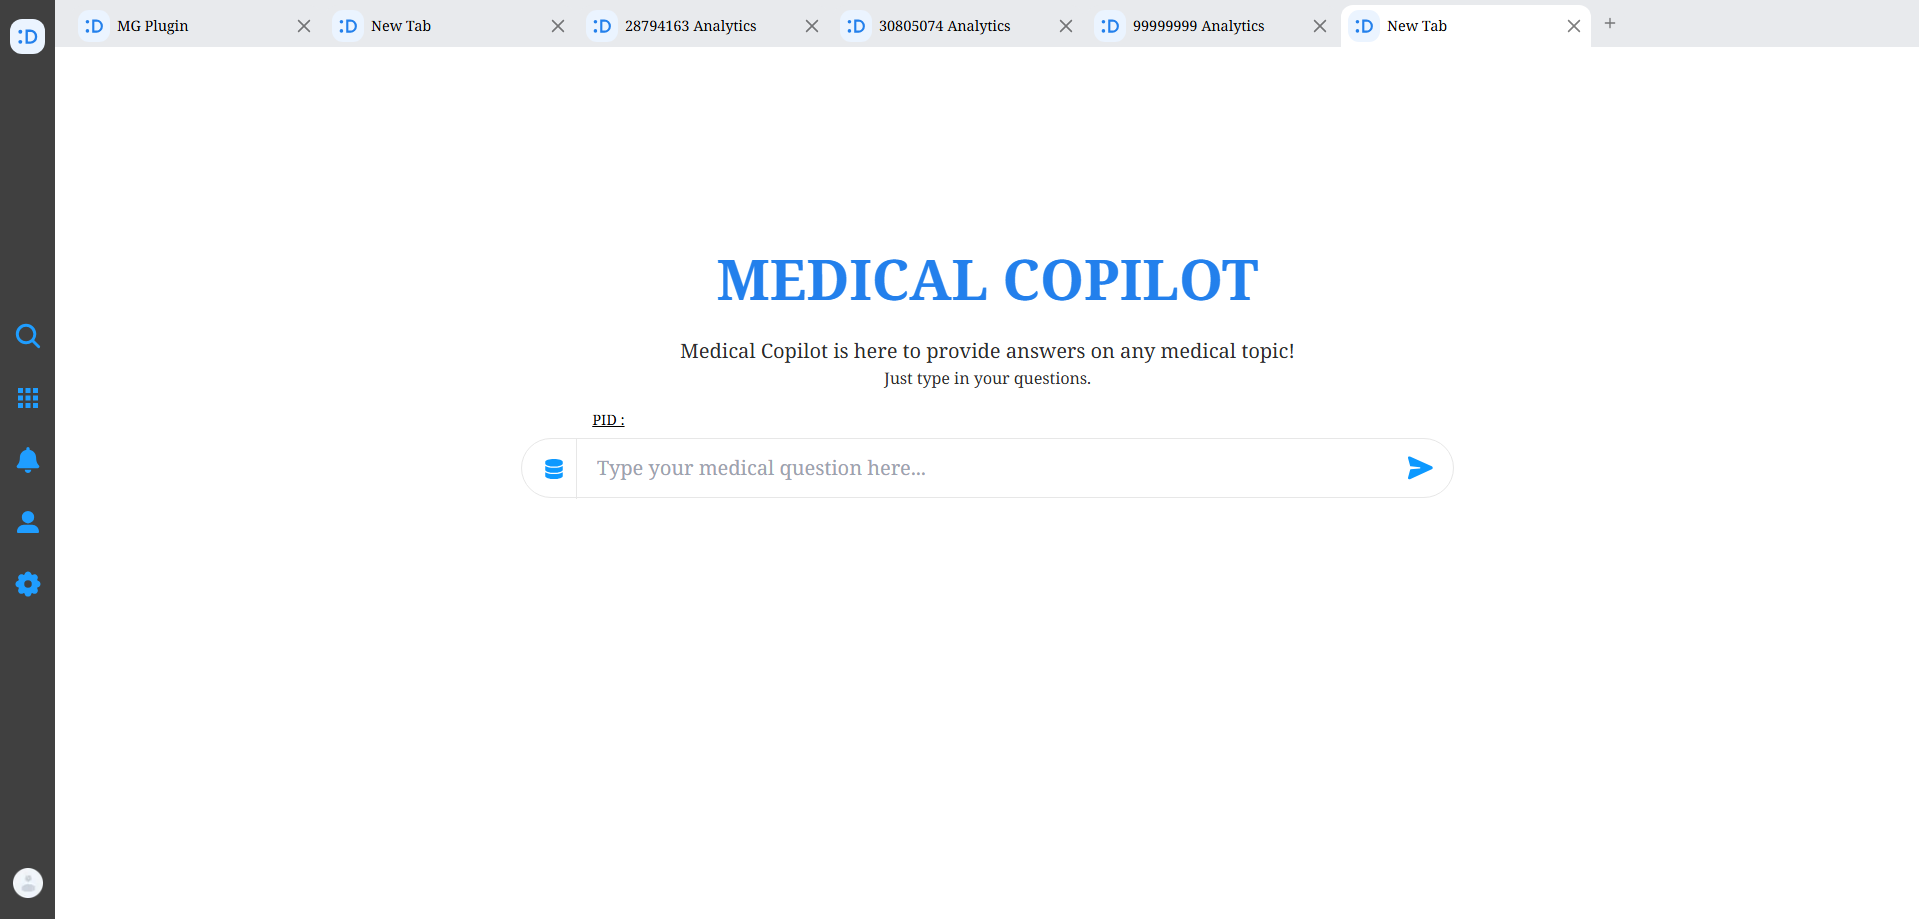 :D
:D MG Plugin
:D New Tab
:D 28794163 Analytics
:D 30805074 Analytics
:D 99999999 Analytics
:D New Tab
MEDICAL COPILOT
Medical Copilot is here to provide answers on any medical topic!
Just type in your questions.
PID :
Type your medical question here...